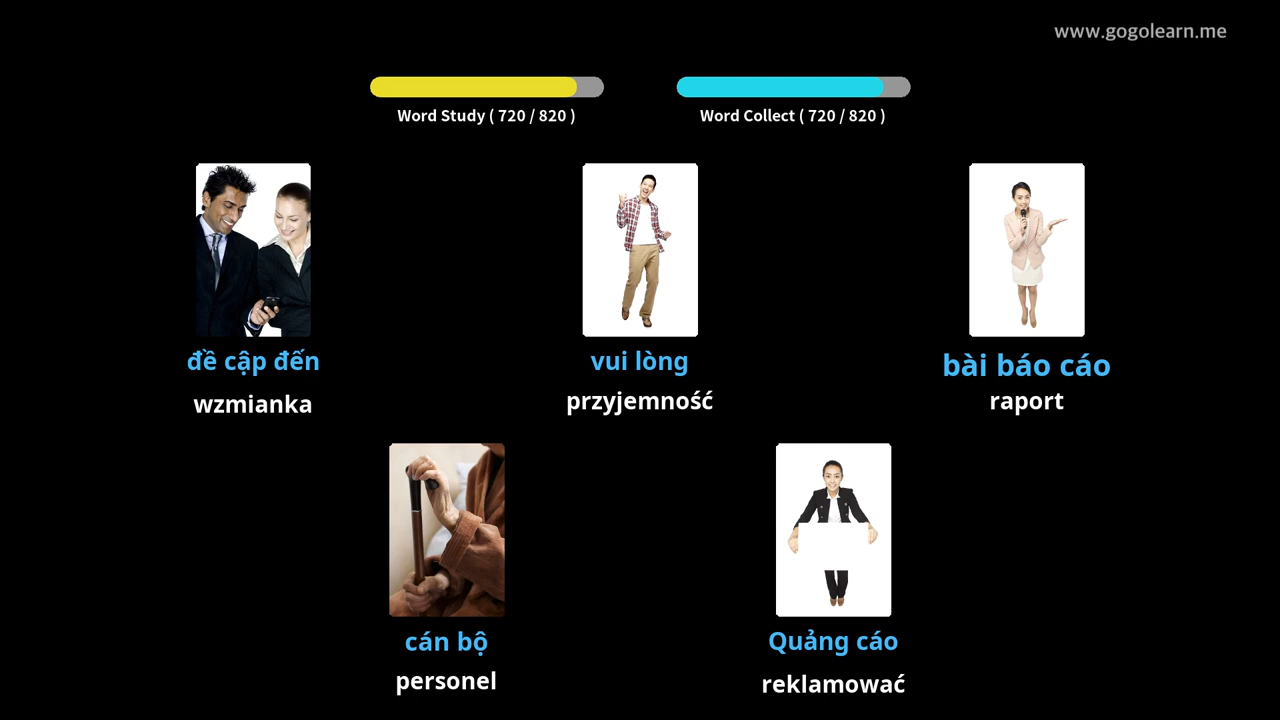 www.gogolearn.me
Word Study ( 720 / 820 )
Word Collect ( 720 / 820 )
đề cập đến
wzmianka
vui lòng
przyjemność
bài báo cáo
raport
cán bộ
personel
Quảng cáo
reklamować